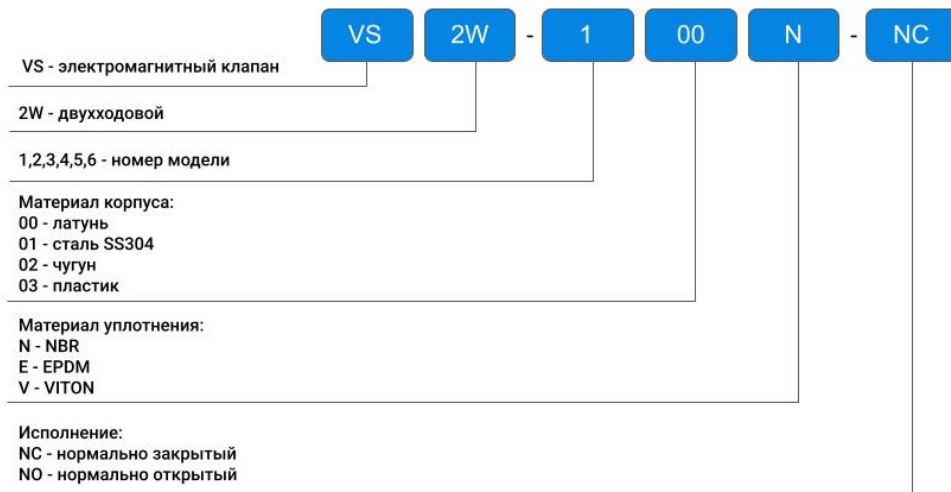 VS 2W - 1 00 N - NC
VS - электромагнитный клапан
2W - двухходовой
1,2,3,4,5,6 - номер модели
Материал корпуса:
00 - латунь
01 - сталь SS304
02 - чугун
03 - пластик
Материал уплотнения:
N - NBR
E - EPDM
V - VITON
Исполнение:
NC - нормально закрытый
NO - нормально открытый